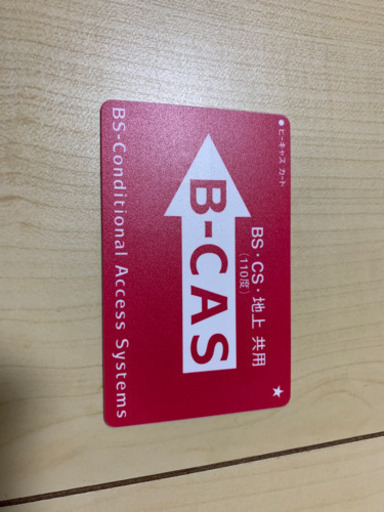 ● ビーキャス カード
BS・CS・地上 共用
(110度)
B-CAS
BS-Conditional Access Systems